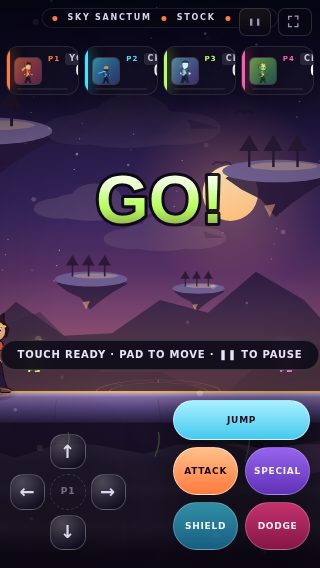 SKY SANCTUM STOCK
P1
P2
P3
P4
GO!
TOUCH READY · PAD TO MOVE · ❚❚ TO PAUSE
JUMP
ATTACK SPECIAL
SHIELD DODGE
↑
← P1 →
↓